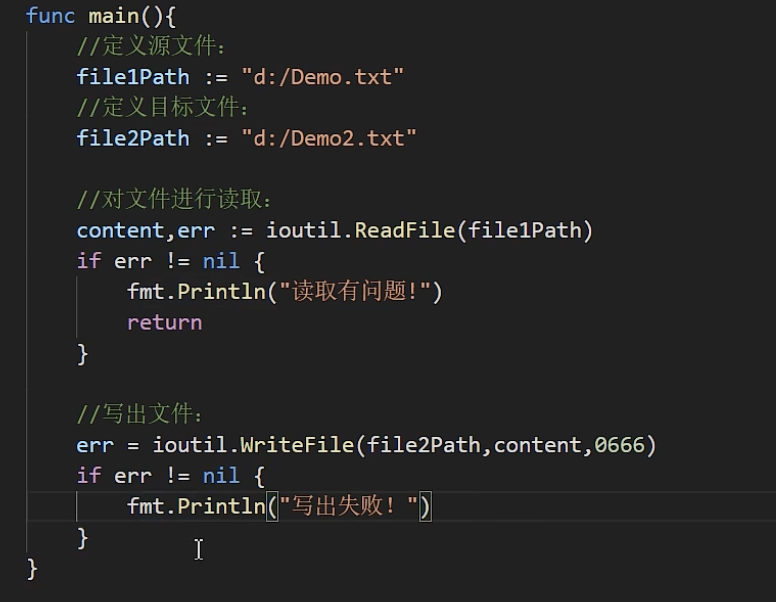 func main(){
//定义源文件：
file1Path := "d:/Demo.txt"
//定义目标文件：
file2Path := "d:/Demo2.txt"
//对文件进行读取：
content,err := ioutil.ReadFile(file1Path)
if err != nil {
fmt.Println("读取有问题!")
return
}
//写出文件：
err = ioutil.WriteFile(file2Path,content,0666)
if err != nil {
fmt.Println("写出失败！")
}
}